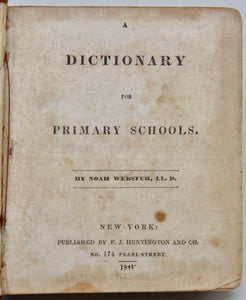 A
DICTIONARY
FOR
PRIMARY SCHOOLS.
BY NOAH WEBSTER, LL. D.
NEW-YORK:
PUBLISHED BY F. J. HUNTINGTON AND CO.
NO. 174 PEARL-STREET.